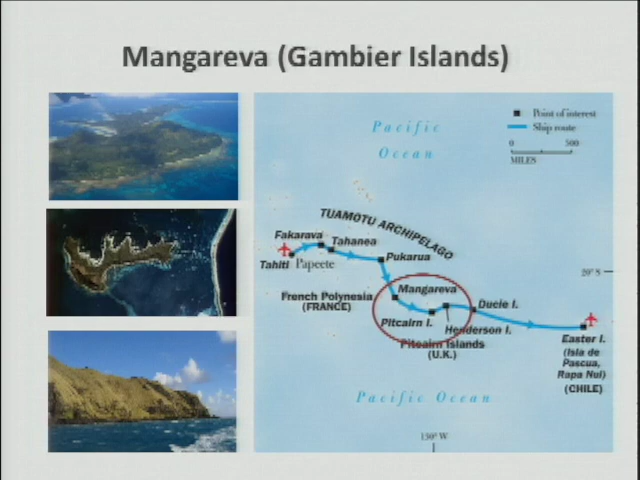 Mangareva (Gambier Islands)
Pacific
Ocean
Point of interest
Ship route
0 500
MILES
TUAMOTU ARCHIPELAGO
Fakarava
Tahanea
Tahiti Papeete
Pukarua
20° S
French Polynesia
(FRANCE)
Mangareva
Pitcairn I.
Ducie I.
Henderson I.
Pitcairn Islands
(U.K.)
Easter I.
(Isla de
Pascua,
Rapa Nui)
(CHILE)
Pacific Ocean
130° W